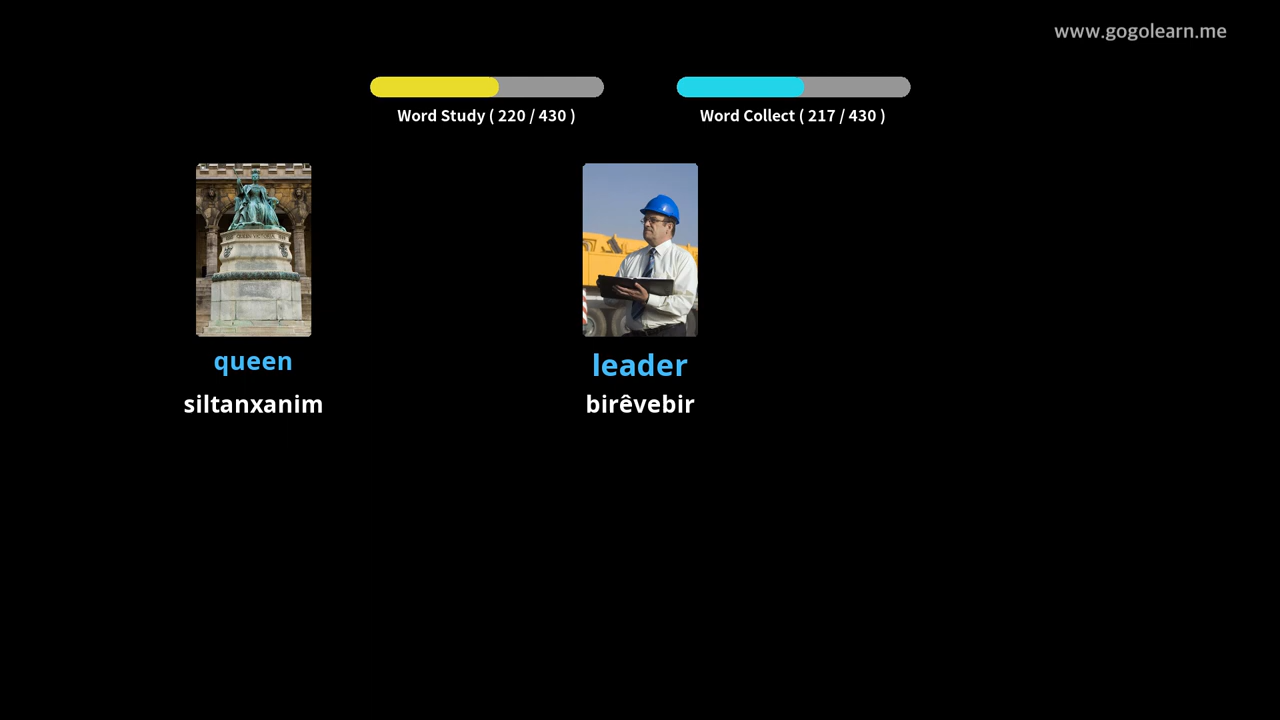 www.gogolearn.me
Word Study ( 220 / 430 )
Word Collect ( 217 / 430 )
queen
siltanxanim
leader
birêvebir